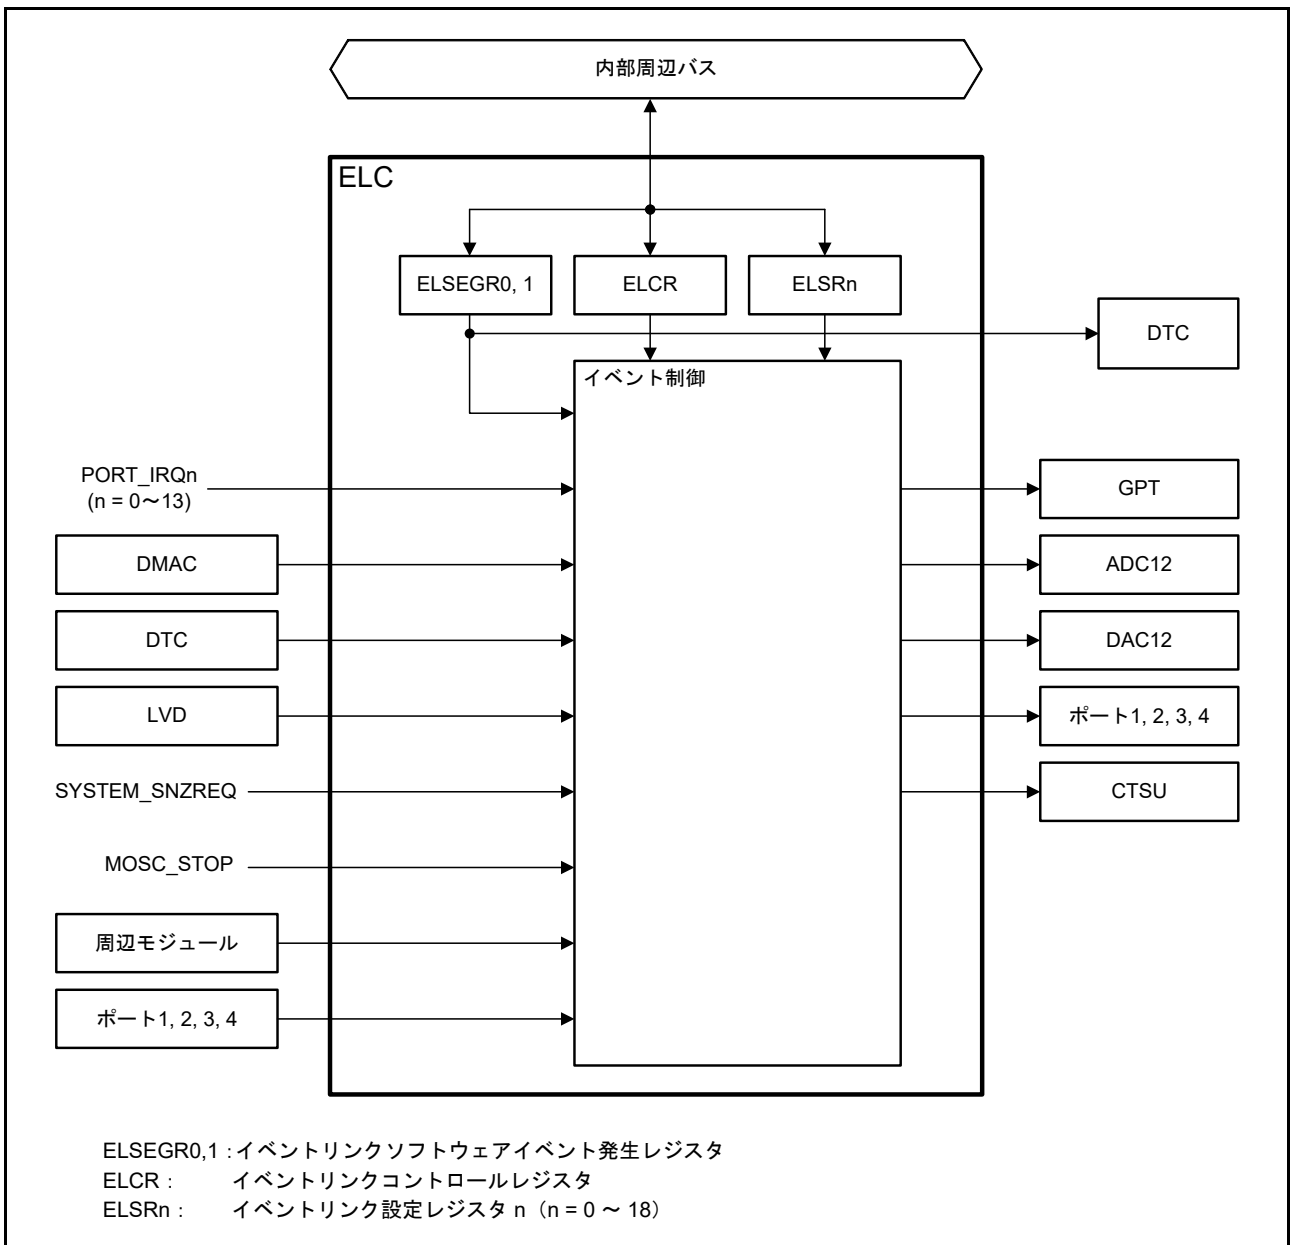 内部周辺バス
ELC
ELSEGR0, 1
ELCR
ELSRn
DTC
イベント制御
PORT_IRQn
(n = 0～13)
GPT
DMAC
ADC12
DTC
DAC12
LVD
ポート1, 2, 3, 4
SYSTEM_SNZREQ
CTSU
MOSC_STOP
周辺モジュール
ポート1, 2, 3, 4
ELSEGR0,1 : イベントリンクソフトウェアイベント発生レジスタ
ELCR : イベントリンクコントロールレジスタ
ELSRn : イベントリンク設定レジスタ n（n = 0 ～ 18）